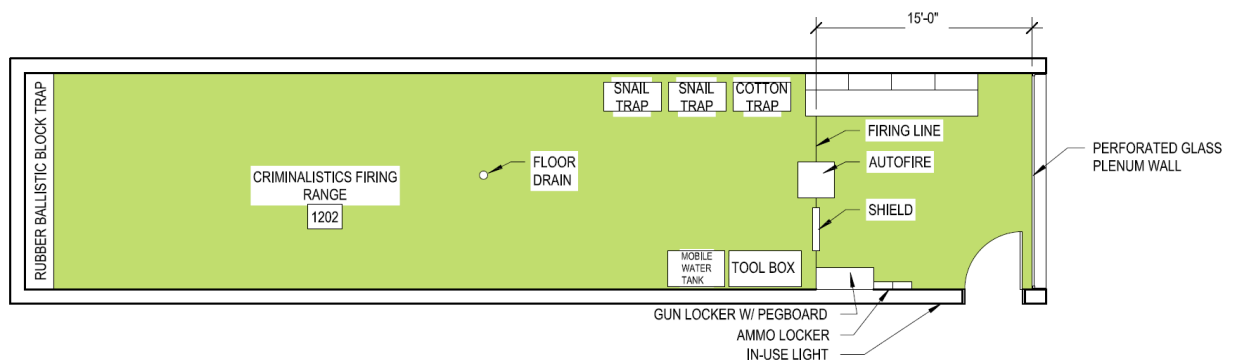 15'-0"
RUBBER BALLISTIC BLOCK TRAP
SNAIL
TRAP
SNAIL
TRAP
COTTON
TRAP
FIRING LINE
AUTOFIRE
SHIELD
PERFORATED GLASS
PLENUM WALL
FLOOR
DRAIN
CRIMINALISTICS FIRING
RANGE
1202
MOBILE
WATER
TANK
TOOL BOX
GUN LOCKER W/ PEGBOARD
AMMO LOCKER
IN-USE LIGHT